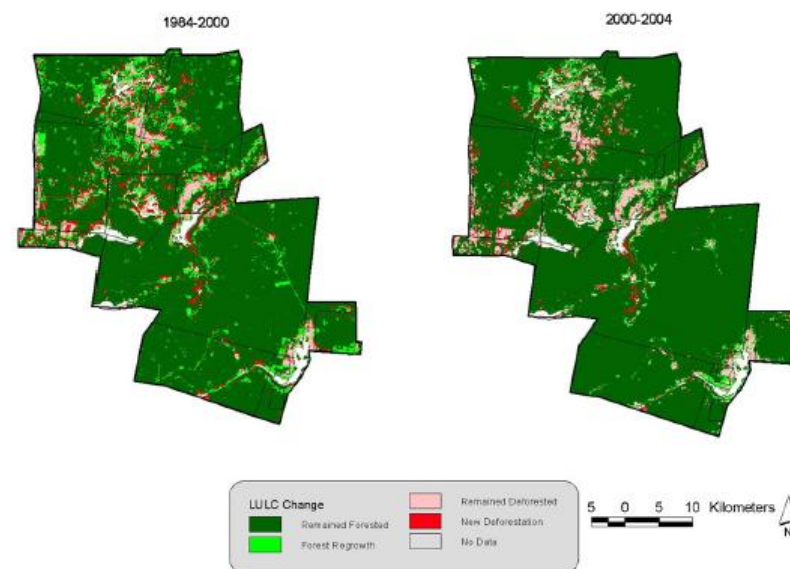 1984-2000
2000-2004
LULC Change
Remained Forested
Forest Regrowth
Remained Deforested
New Deforestation
No Data
5 0 5 10 Kilometers
N